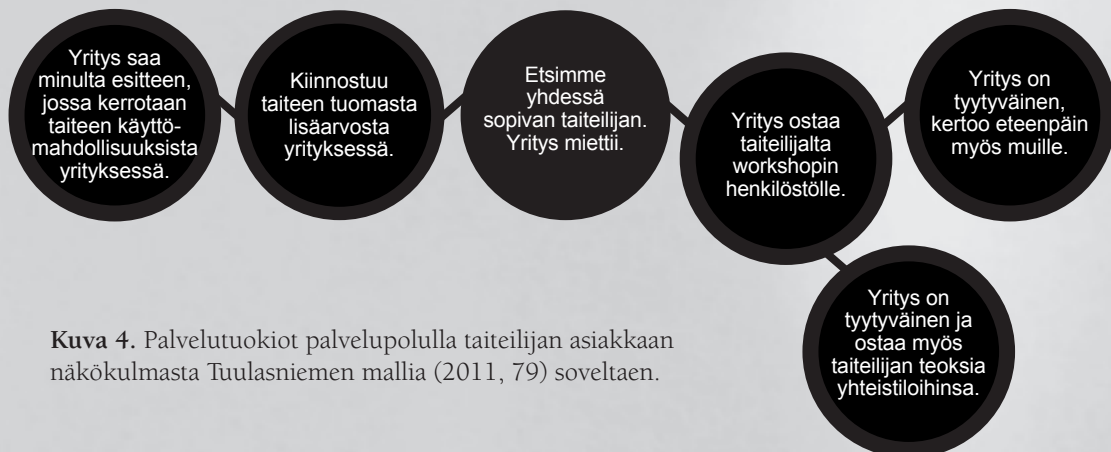 Yritys saa
minulta esitteen,
jossa kerrotaan
taiteen käyttö-
mahdollisuuksista
yrityksessä.
Kiinnostuu
taiteen tuomasta
lisäarvosta
yrityksessä.
Etsimme
yhdessä
sopivan taiteilijan.
Yritys miettii.
Yritys ostaa
taiteilijalta
workshopin
henkilöstölle.
Yritys on
tyytyväinen,
kertoo eteenpäin
myös muille.
Yritys on
tyytyväinen ja
ostaa myös
taiteilijan teoksia
yhteistiloihinsa.
Kuva 4. Palvelutuokiot palvelupolulla taiteilijan asiakkaan
näkökulmasta Tuulasniemen mallia (2011, 79) soveltaen.